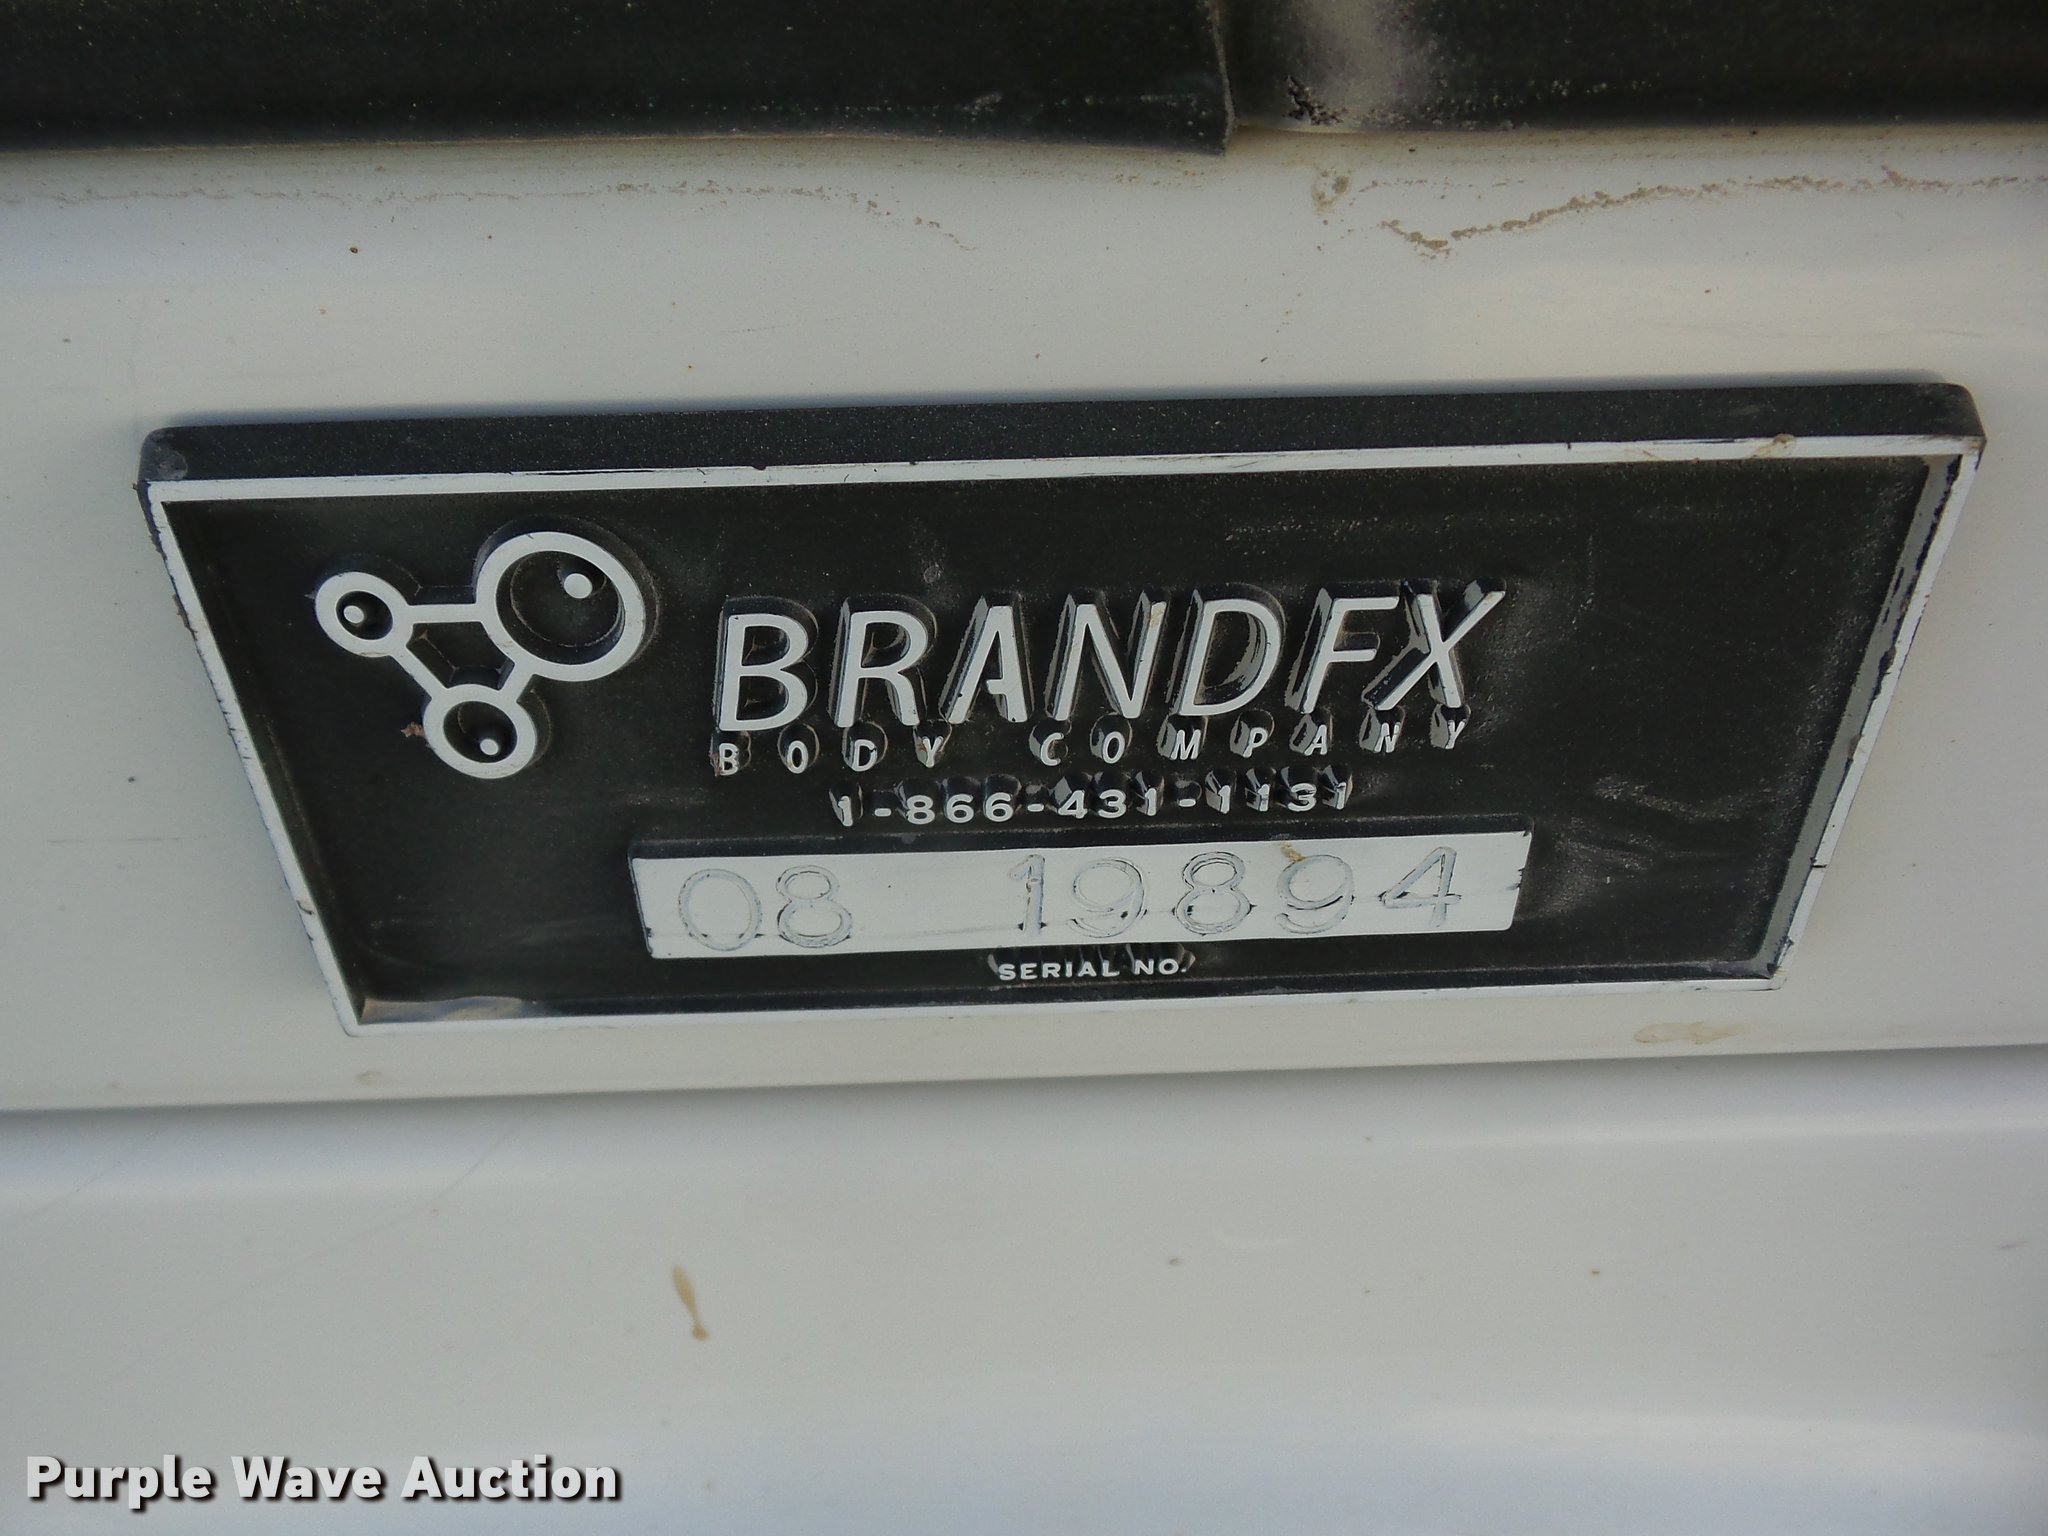 BRANDFX
BODY COMPANY
1-866-431-1131
08 19894
SERIAL NO.
Purple Wave Auction